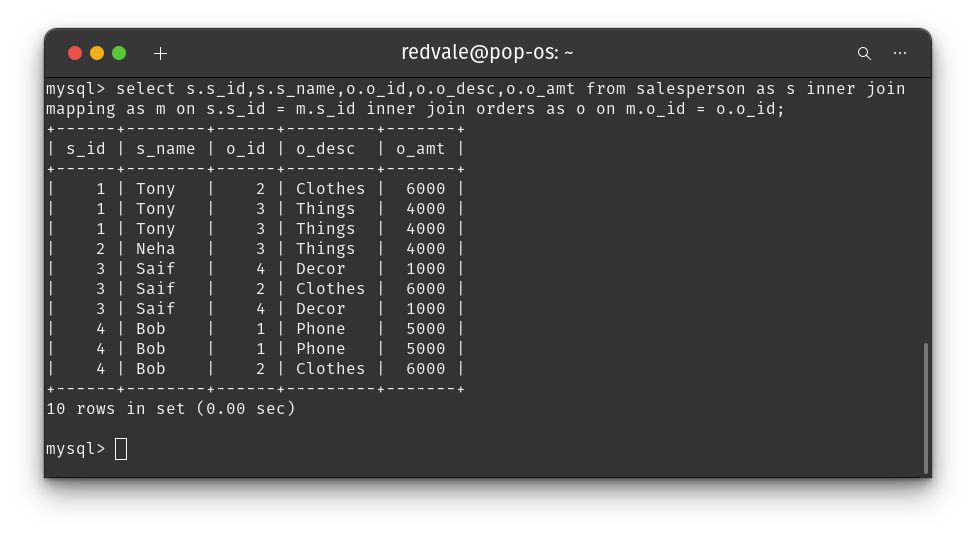 redvale@pop-os: ~
mysql> select s.s_id,s.s_name,o.o_id,o.o_desc,o.o_amt from salesperson as s inner join
mapping as m on s.s_id = m.s_id inner join orders as o on m.o_id = o.o_id;
+------+--------+------+---------+-------+
| s_id | s_name | o_id | o_desc  | o_amt |
+------+--------+------+---------+-------+
|    1 | Tony   |    2 | Clothes |  6000 |
|    1 | Tony   |    3 | Things  |  4000 |
|    1 | Tony   |    3 | Things  |  4000 |
|    2 | Neha   |    3 | Things  |  4000 |
|    3 | Saif   |    4 | Decor   |  1000 |
|    3 | Saif   |    2 | Clothes |  6000 |
|    3 | Saif   |    4 | Decor   |  1000 |
|    4 | Bob    |    1 | Phone   |  5000 |
|    4 | Bob    |    1 | Phone   |  5000 |
|    4 | Bob    |    2 | Clothes |  6000 |
+------+--------+------+---------+-------+
10 rows in set (0.00 sec)
mysql>